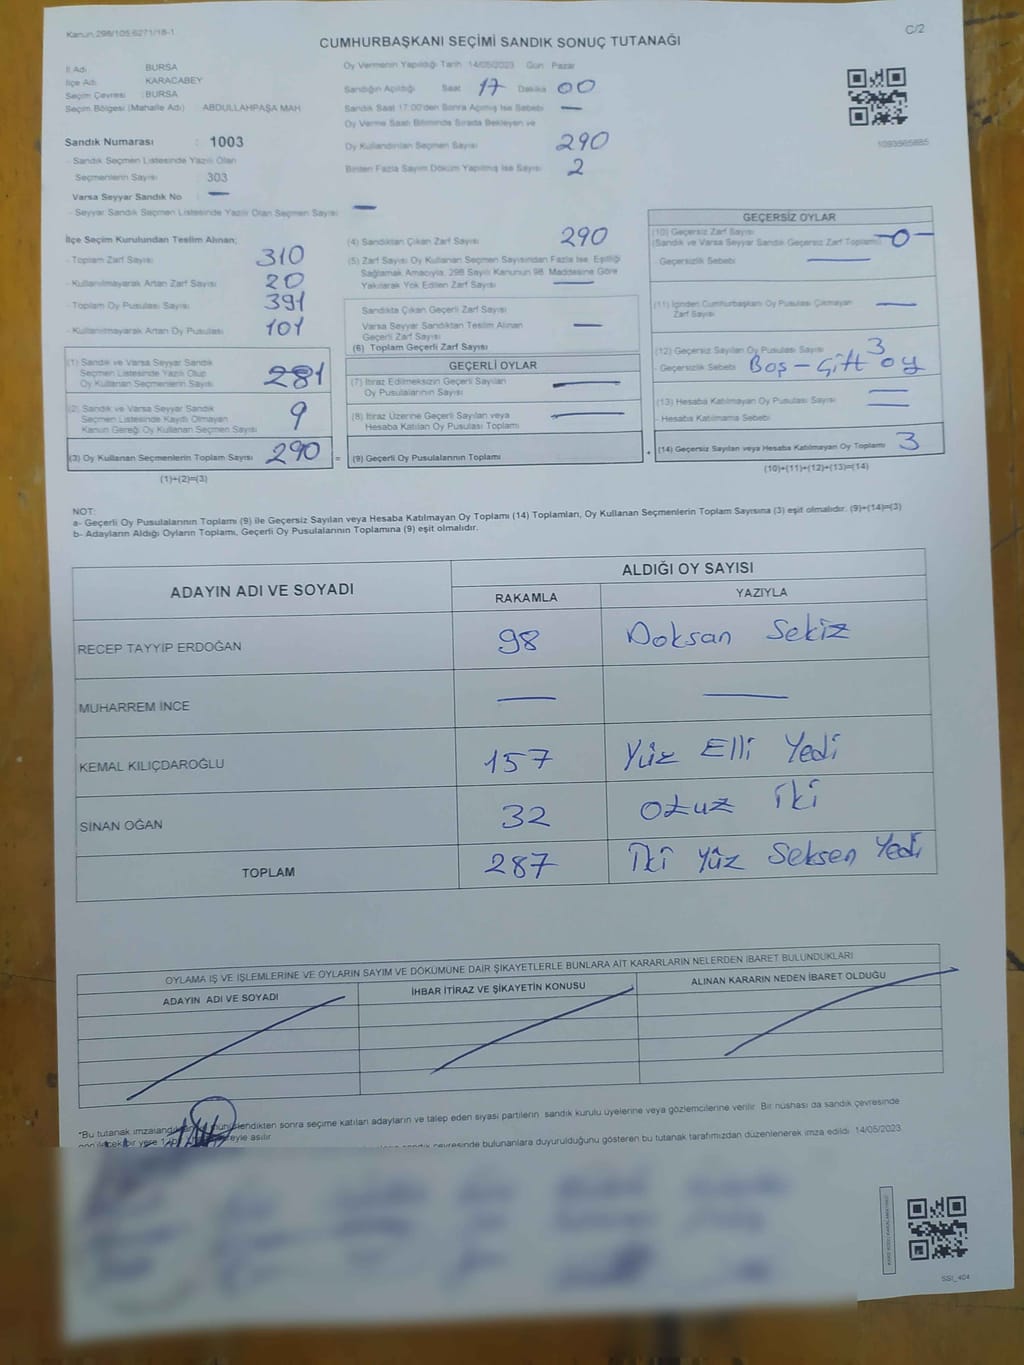 Kanun 298/105,6271/18-1
C/2
CUMHURBAŞKANI SEÇİMİ SANDIK SONUÇ TUTANAĞI
İl Adı : BURSA
İlçe Adı : KARACABEY
Seçim Çevresi : BURSA
Seçim Bölgesi (Mahalle Adı) : ABDULLAHPAŞA MAH
Sandık Numarası : 1003
- Sandık Seçmen Listesinde Yazılı Olan
Seçmenlerin Sayısı : 303
Varsa Seyyar Sandık No : —
- Seyyar Sandık Seçmen Listesinde Yazılı Olan Seçmen Sayısı : —
Oy Vermenin Yapıldığı Tarih 14/05/2023 Gün Pazar
Sandığın Açıldığı Saat 17 Dakika 00
Sandık Saat 17:00'den Sonra Açılmış İse Sebebi —
Oy Verme Saati Bitiminde Sırada Bekleyen ve
Oy Kullandırılan Seçmen Sayısı 290
Birden Fazla Sayım Döküm Yapılmış İse Sayısı 2
1093565885
İlçe Seçim Kurulundan Teslim Alınan;
- Toplam Zarf Sayısı : 310
- Kullanılmayarak Artan Zarf Sayısı : 20
- Toplam Oy Pusulası Sayısı : 391
- Kullanılmayarak Artan Oy Pusulası : 101
(1) Sandık ve Varsa Seyyar Sandık
Seçmen Listesinde Yazılı Olup
Oy Kullanan Seçmenlerin Sayısı 281
(2) Sandık ve Varsa Seyyar Sandık
Seçmen Listesinde Kayıtlı Olmayan
Kanun Gereği Oy Kullanan Seçmen Sayısı 9
(3) Oy Kullanan Seçmenlerin Toplam Sayısı 290
(1)+(2)=(3)
(4) Sandıktan Çıkan Zarf Sayısı : 290
(5) Zarf Sayısı Oy Kullanan Seçmen Sayısından Fazla İse, Eşitliği
Sağlamak Amacıyla, 298 Sayılı Kanunun 98. Maddesine Göre
Yakılarak Yok Edilen Zarf Sayısı : —
Sandıkta Çıkan Geçerli Zarf Sayısı
Varsa Seyyar Sandıktan Teslim Alınan
Geçerli Zarf Sayısı —
(6) Toplam Geçerli Zarf Sayısı
GEÇERLİ OYLAR
(7) İtiraz Edilmeksizin Geçerli Sayılan
Oy Pusulalarının Sayısı —
(8) İtiraz Üzerine Geçerli Sayılan veya
Hesaba Katılan Oy Pusulası Toplamı —
= (9) Geçerli Oy Pusulalarının Toplamı
GEÇERSİZ OYLAR
(10) Geçersiz Zarf Sayısı
(Sandık ve Varsa Seyyar Sandık Geçersiz Zarf Toplamı) -0-
- Geçersizlik Sebebi : —
(11) İçinden Cumhurbaşkanı Oy Pusulası Çıkmayan
Zarf Sayısı —
(12) Geçersiz Sayılan Oy Pusulası Sayısı : 3
- Geçersizlik Sebebi : Boş – Çift oy
(13) Hesaba Katılmayan Oy Pusulası Sayısı : —
- Hesaba Katılmama Sebebi : —
+ (14) Geçersiz Sayılan veya Hesaba Katılmayan Oy Toplamı 3
(10)+(11)+(12)+(13)=(14)
NOT:
a- Geçerli Oy Pusulalarının Toplamı (9) ile Geçersiz Sayılan veya Hesaba Katılmayan Oy Toplamı (14) Toplamları, Oy Kullanan Seçmenlerin Toplam Sayısına (3) eşit olmalıdır. (9)+(14)=(3)
b- Adayların Aldığı Oyların Toplamı, Geçerli Oy Pusulalarının Toplamına (9) eşit olmalıdır.
ADAYIN ADI VE SOYADI
ALDIĞI OY SAYISI
RAKAMLA YAZIYLA
RECEP TAYYİP ERDOĞAN 98 Doksan Sekiz
MUHARREM İNCE — —
KEMAL KILIÇDAROĞLU 157 Yüz Elli Yedi
SİNAN OĞAN 32 otuz iki
TOPLAM 287 İki Yüz Seksen Yedi
OYLAMA İŞ VE İŞLEMLERİNE VE OYLARIN SAYIM VE DÖKÜMÜNE DAİR ŞİKAYETLERLE BUNLARA AİT KARARLARIN NELERDEN İBARET BULUNDUKLARI
ADAYIN ADI VE SOYADI İHBAR İTİRAZ VE ŞİKAYETİN KONUSU ALINAN KARARIN NEDEN İBARET OLDUĞU
*Bu tutanak imzalandıktan
dikten sonra seçime katılan adayların ve talep eden siyasi partilerin sandık kurulu üyelerine veya gözlemcilerine verilir. Bir nüshası da sandık çevresinde
asılır.
sandık çevresinde bulunanlara duyurulduğunu gösteren bu tutanak tarafımızdan düzenlenerek imza edildi. 14/05/2023
SSI_404